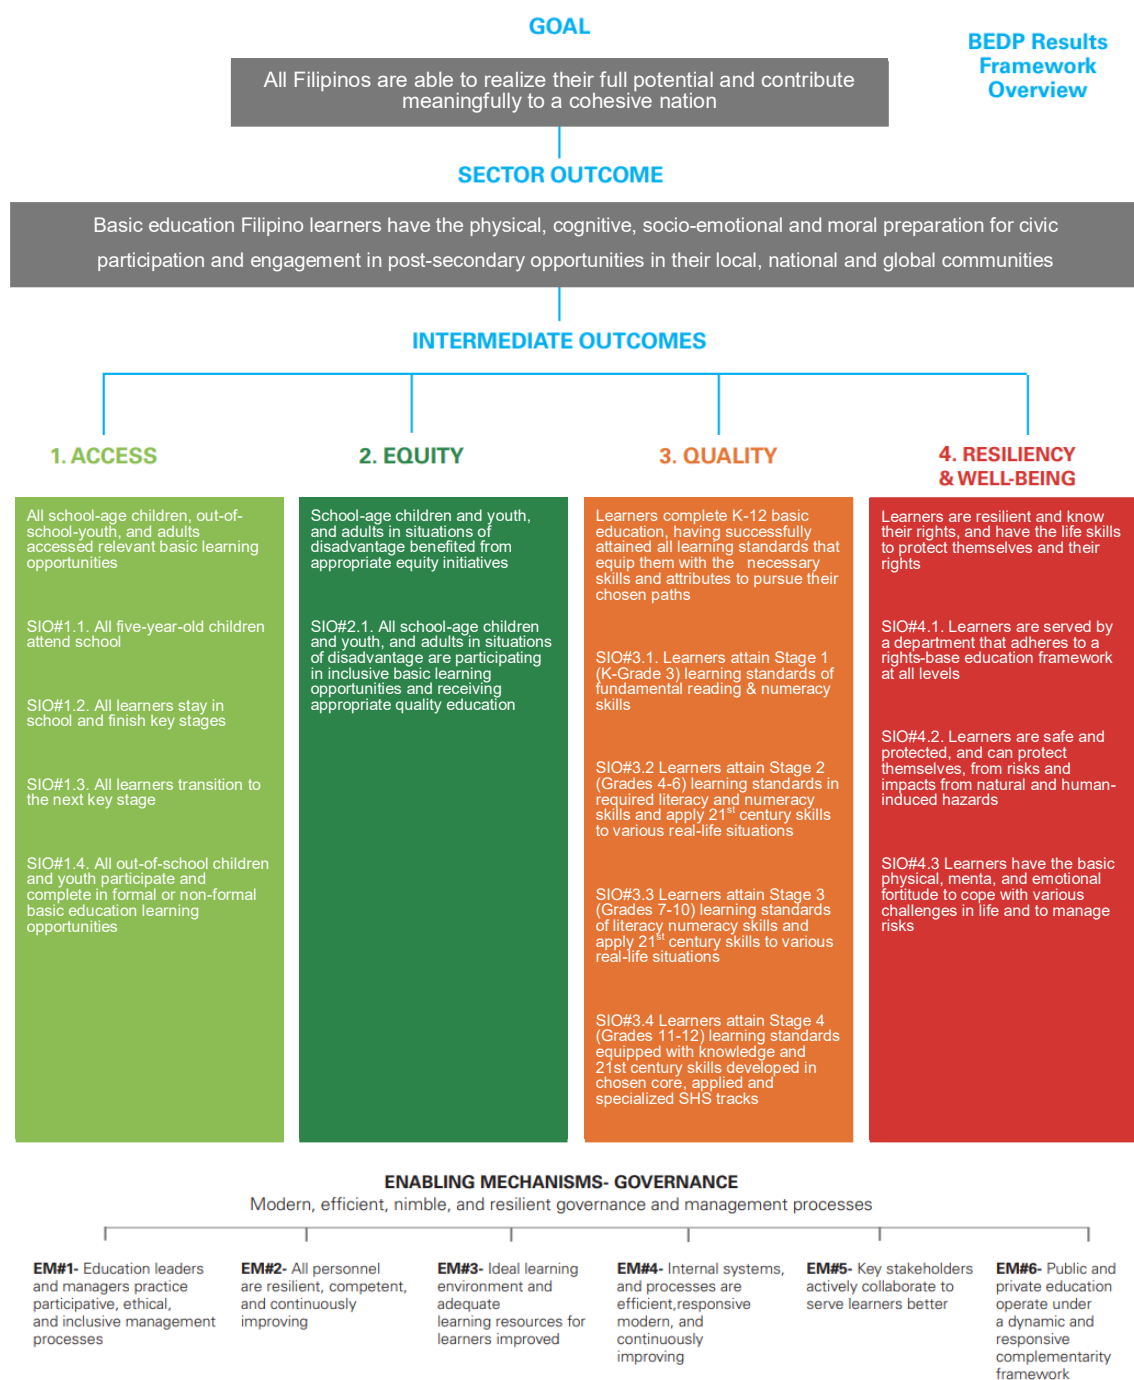 GOAL
BEDP Results
Framework
Overview
All Filipinos are able to realize their full potential and contribute
meaningfully to a cohesive nation
SECTOR OUTCOME
Basic education Filipino learners have the physical, cognitive, socio-emotional and moral preparation for civic
participation and engagement in post-secondary opportunities in their local, national and global communities
INTERMEDIATE OUTCOMES
1. ACCESS
All school-age children, out-of-
school-youth, and adults
accessed relevant basic learning
opportunities
SIO#1.1. All five-year-old children
attend school
SIO#1.2. All learners stay in
school and finish key stages
SIO#1.3. All learners transition to
the next key stage
SIO#1.4. All out-of-school children
and youth participate and
complete in formal or non-formal
basic education learning
opportunities
2. EQUITY
School-age children and youth,
and adults in situations of
disadvantage benefited from
appropriate equity initiatives
SIO#2.1. All school-age children
and youth, and adults in situations
of disadvantage are participating
in inclusive basic learning
opportunities and receiving
appropriate quality education
3. QUALITY
Learners complete K-12 basic
education, having successfully
attained all learning standards that
equip them with the necessary
skills and attributes to pursue their
chosen paths
SIO#3.1. Learners attain Stage 1
(K-Grade 3) learning standards of
fundamental reading & numeracy
skills
SIO#3.2 Learners attain Stage 2
(Grades 4-6) learning standards in
required literacy and numeracy
skills and apply 21st century skills
to various real-life situations
SIO#3.3 Learners attain Stage 3
(Grades 7-10) learning standards
of literacy numeracy skills and
apply 21st century skills to various
real-life situations
SIO#3.4 Learners attain Stage 4
(Grades 11-12) learning standards
equipped with knowledge and
21st century skills developed in
chosen core, applied and
specialized SHS tracks
4. RESILIENCY
& WELL-BEING
Learners are resilient and know
their rights, and have the life skills
to protect themselves and their
rights
SIO#4.1. Learners are served by
a department that adheres to a
rights-base education framework
at all levels
SIO#4.2. Learners are safe and
protected, and can protect
themselves, from risks and
impacts from natural and human-
induced hazards
SIO#4.3 Learners have the basic
physical, menta, and emotional
fortitude to cope with various
challenges in life and to manage
risks
ENABLING MECHANISMS- GOVERNANCE
Modern, efficient, nimble, and resilient governance and management processes
EM#1- Education leaders
and managers practice
participative, ethical,
and inclusive management
processes
EM#2- All personnel
are resilient, competent,
and continuously
improving
EM#3- Ideal learning
environment and
adequate
learning resources for
learners improved
EM#4- Internal systems,
and processes are
efficient,responsive
modern, and
continuously
improving
EM#5- Key stakeholders
actively collaborate to
serve learners better
EM#6- Public and
private education
operate under
a dynamic and
responsive
complementarity
framework